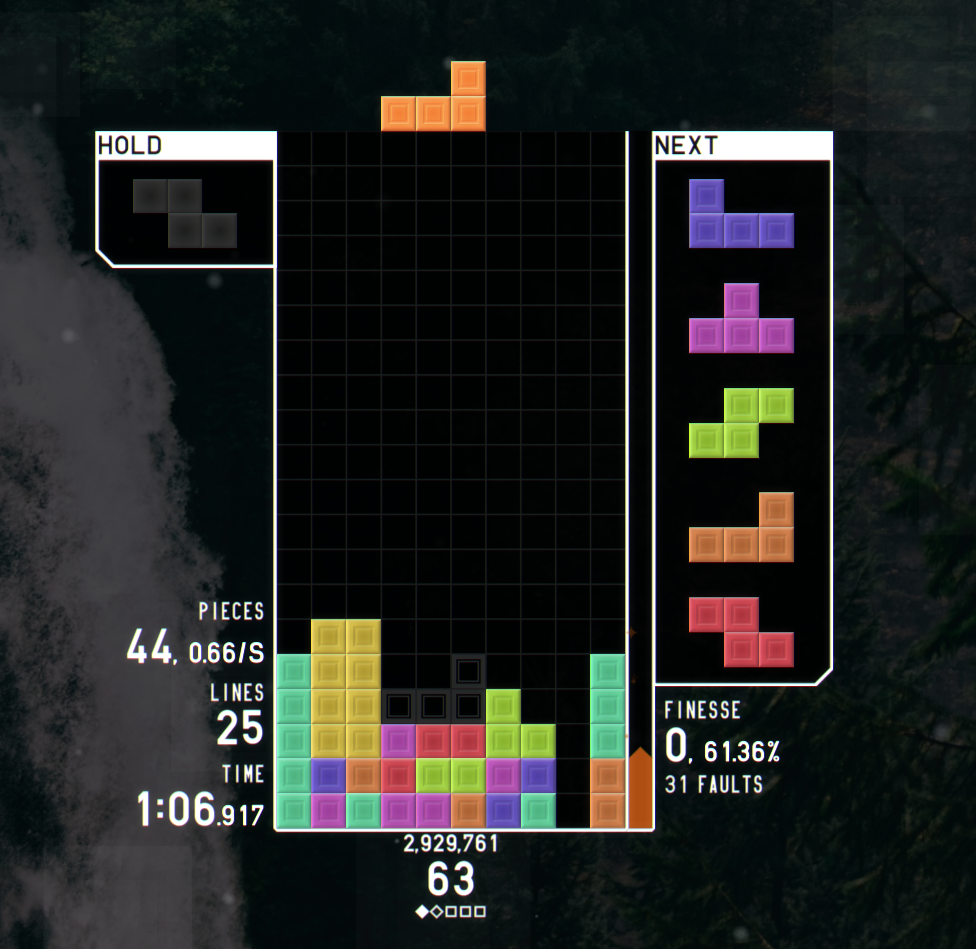 HOLD
NEXT
PIECES
44, 0.66/S
LINES
25
TIME
1:06.917
FINESSE
0, 61.36%
31 FAULTS
2,929,761
63